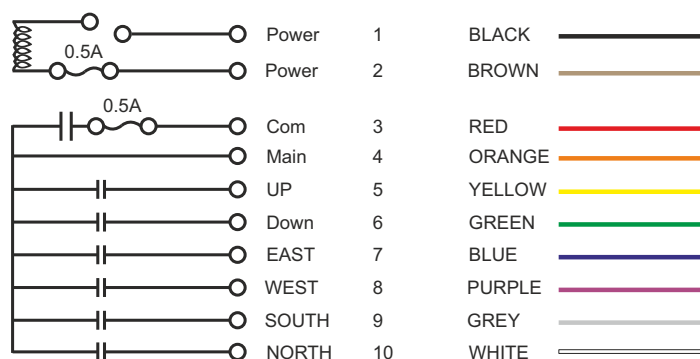 Power 1 BLACK
0.5A
Power 2 BROWN
0.5A
Com 3 RED
Main 4 ORANGE
UP 5 YELLOW
Down 6 GREEN
EAST 7 BLUE
WEST 8 PURPLE
SOUTH 9 GREY
NORTH 10 WHITE